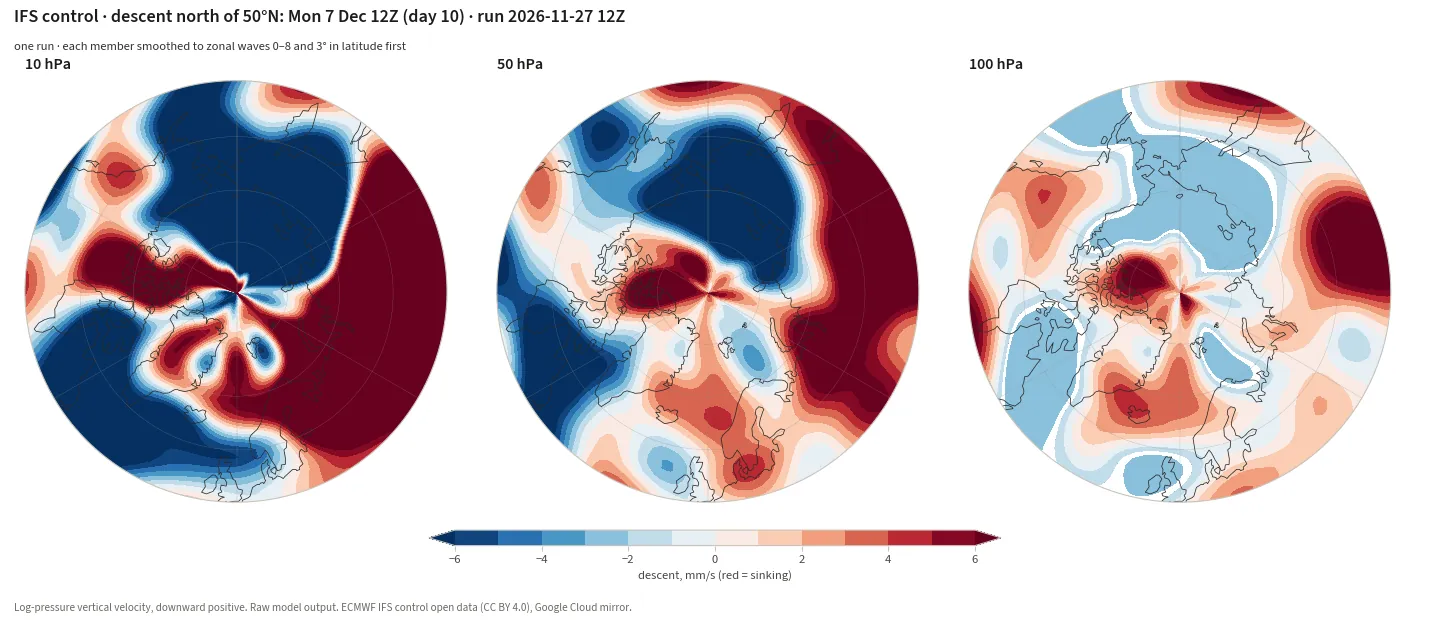 IFS control · descent north of 50°N: Mon 7 Dec 12Z (day 10) · run 2026-11-27 12Z
one run · each member smoothed to zonal waves 0–8 and 3° in latitude first
10 hPa
50 hPa
100 hPa
−6
−4
−2
0
2
4
6
descent, mm/s (red = sinking)
Log-pressure vertical velocity, downward positive. Raw model output. ECMWF IFS control open data (CC BY 4.0), Google Cloud mirror.